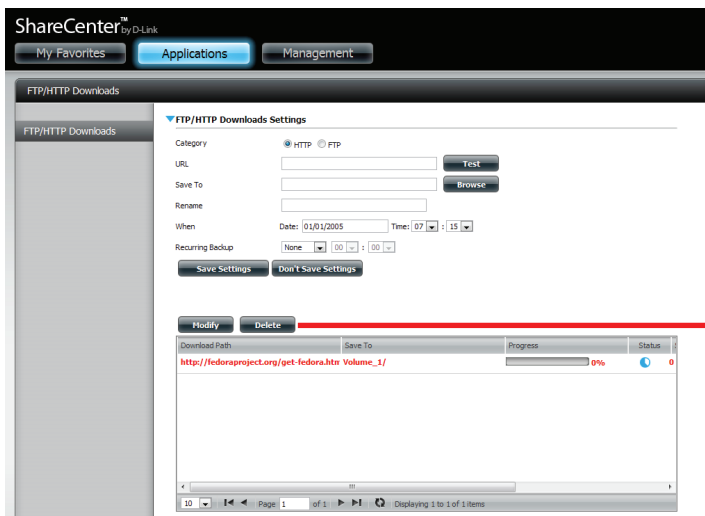 ShareCenter™ by D-Link
My Favorites Applications Management
FTP/HTTP Downloads
FTP/HTTP Downloads
FTP/HTTP Downloads Settings
Category HTTP FTP
URL Test
Save To Browse
Rename
When Date: 01/01/2005 Time: 07 : 15
Recurring Backup None 00 : 00
Save Settings Don't Save Settings
Modify Delete
Download Path Save To Progress Status
http://fedoraproject.org/get-fedora.htm Volume_1/ 0% 0
10 Page 1 of 1 Displaying 1 to 1 of 1 items